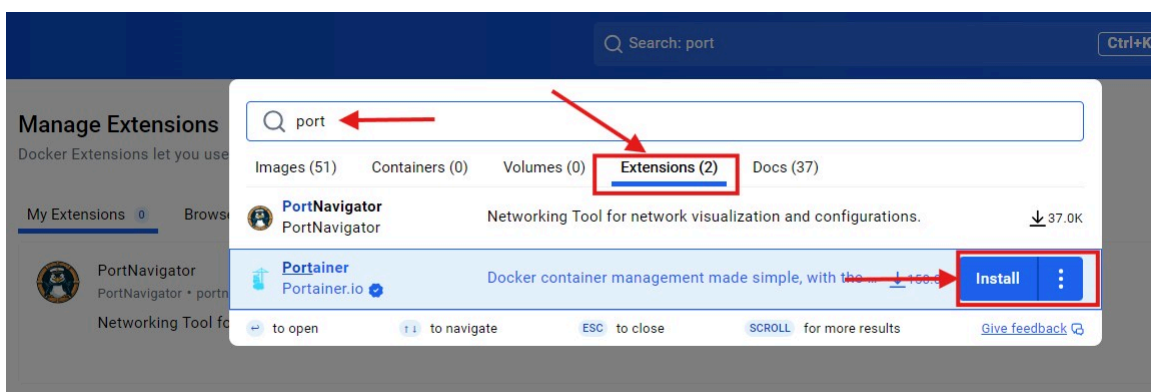 Search: port
Ctrl+K
Manage Extensions
Docker Extensions let you use
port
Images (51) Containers (0) Volumes (0) Extensions (2) Docs (37)
My Extensions 0 Brows
PortNavigator
PortNavigator
Networking Tool for network visualization and configurations.
37.0K
Portainer
Portainer.io
Docker container management made simple, with the
Install
PortNavigator
PortNavigator • portn
Networking Tool fo
to open
to navigate
ESC to close
SCROLL for more results
Give feedback